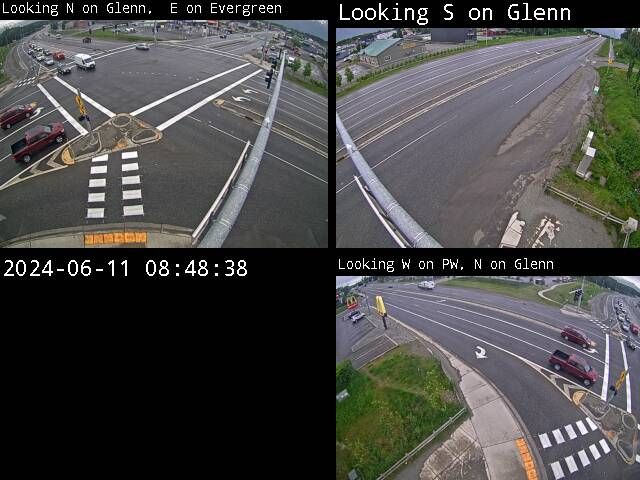 Looking N on Glenn,  E on Evergreen
Looking S on Glenn
2024-06-11 08:48:38
Looking W on PW, N on Glenn